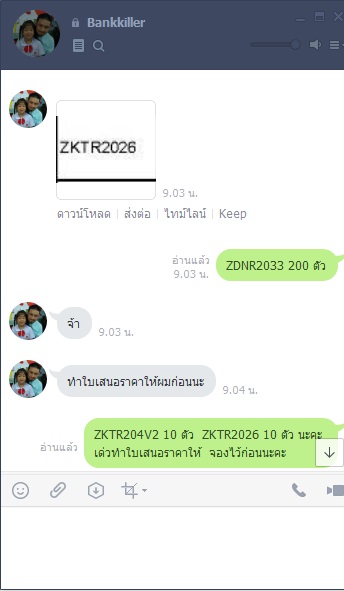 Bankkiller
ZKTR2026
9.03 น.
ดาวน์โหลด | ส่งต่อ | ไทม์ไลน์ | Keep
อ่านแล้ว
9.03 น.
ZDNR2033 200 ตัว
จ้า
9.03 น.
ทำใบเสนอราคาให้ผมก่อนนะ
9.04 น.
อ่านแล้ว
ZKTR204V2 10 ตัว ZKTR2026 10 ตัว นะคะ
เด่วทำใบเสนอราคาให้ จองไว้ก่อนนะคะ